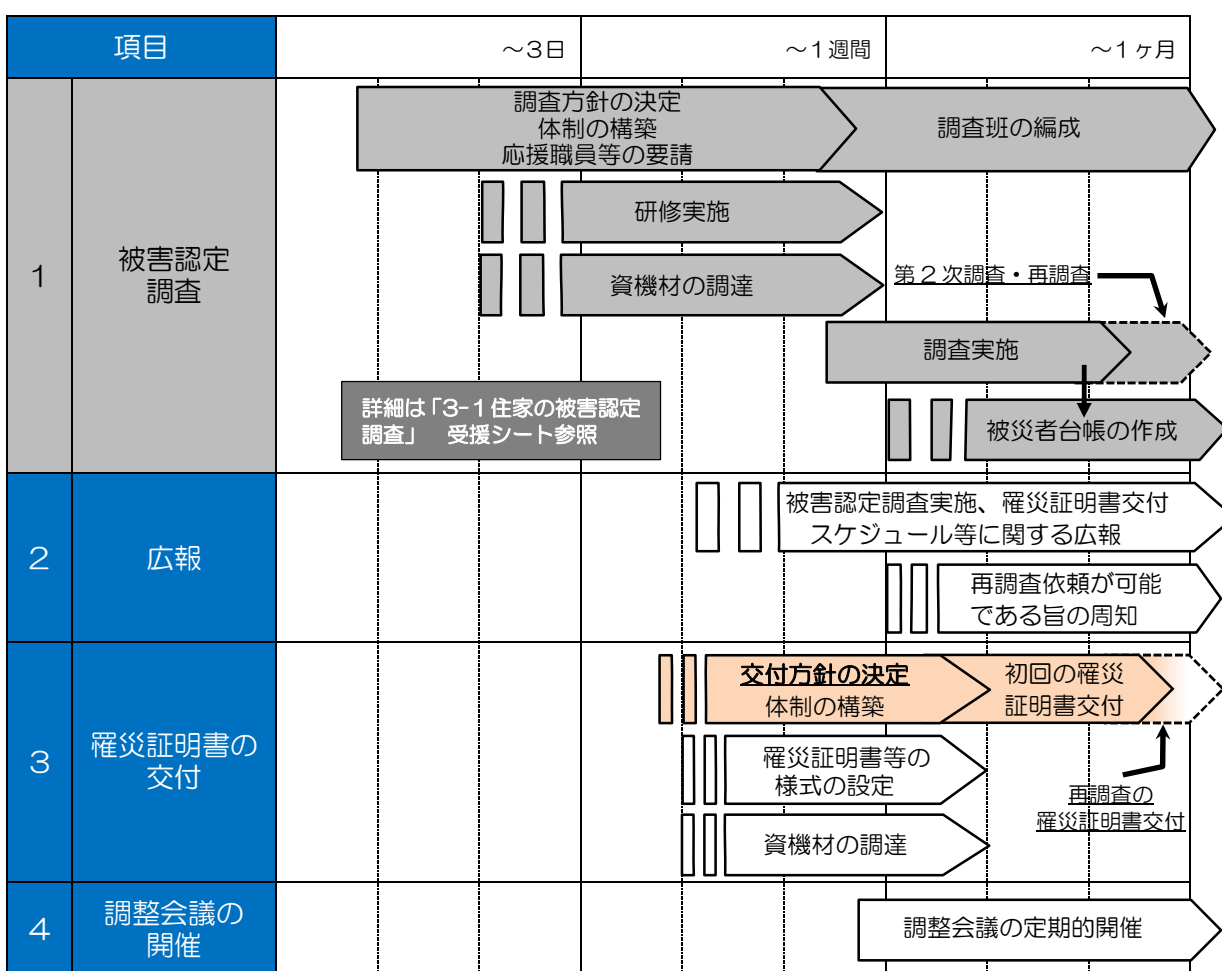 項目
～3日
～1週間
～1ヶ月
1
被害認定
調査
調査方針の決定
体制の構築
応援職員等の要請
調査班の編成
研修実施
資機材の調達
第2次調査・再調査
調査実施
詳細は「3-1住家の被害認定
調査」　受援シート参照
被災者台帳の作成
2
広報
被害認定調査実施、罹災証明書交付
スケジュール等に関する広報
再調査依頼が可能
である旨の周知
3
罹災証明書の
交付
交付方針の決定
体制の構築
初回の罹災
証明書交付
罹災証明書等の
様式の設定
再調査の
罹災証明書交付
資機材の調達
4
調整会議の
開催
調整会議の定期的開催